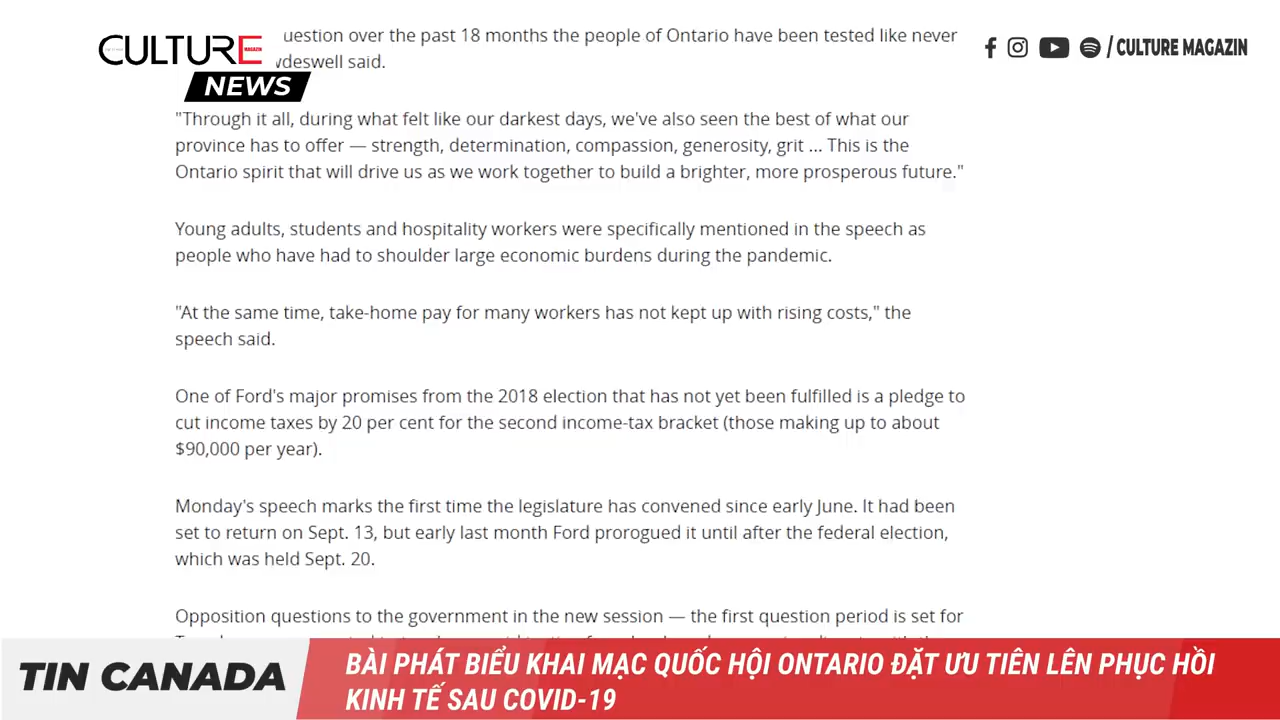 CULTURE
MAGAZIN
NEWS
/ CULTURE MAGAZIN
over the past 18 months the people of Ontario have been tested like never
said.
"Through it all, during what felt like our darkest days, we've also seen the best of what our
province has to offer — strength, determination, compassion, generosity, grit ... This is the
Ontario spirit that will drive us as we work together to build a brighter, more prosperous future."
Young adults, students and hospitality workers were specifically mentioned in the speech as
people who have had to shoulder large economic burdens during the pandemic.
"At the same time, take-home pay for many workers has not kept up with rising costs," the
speech said.
One of Ford's major promises from the 2018 election that has not yet been fulfilled is a pledge to
cut income taxes by 20 per cent for the second income-tax bracket (those making up to about
$90,000 per year).
Monday's speech marks the first time the legislature has convened since early June. It had been
set to return on Sept. 13, but early last month Ford prorogued it until after the federal election,
which was held Sept. 20.
Opposition questions to the government in the new session — the first question period is set for
TIN CANADA
BÀI PHÁT BIỂU KHAI MẠC QUỐC HỘI ONTARIO ĐẶT ƯU TIÊN LÊN PHỤC HỒI
KINH TẾ SAU COVID-19